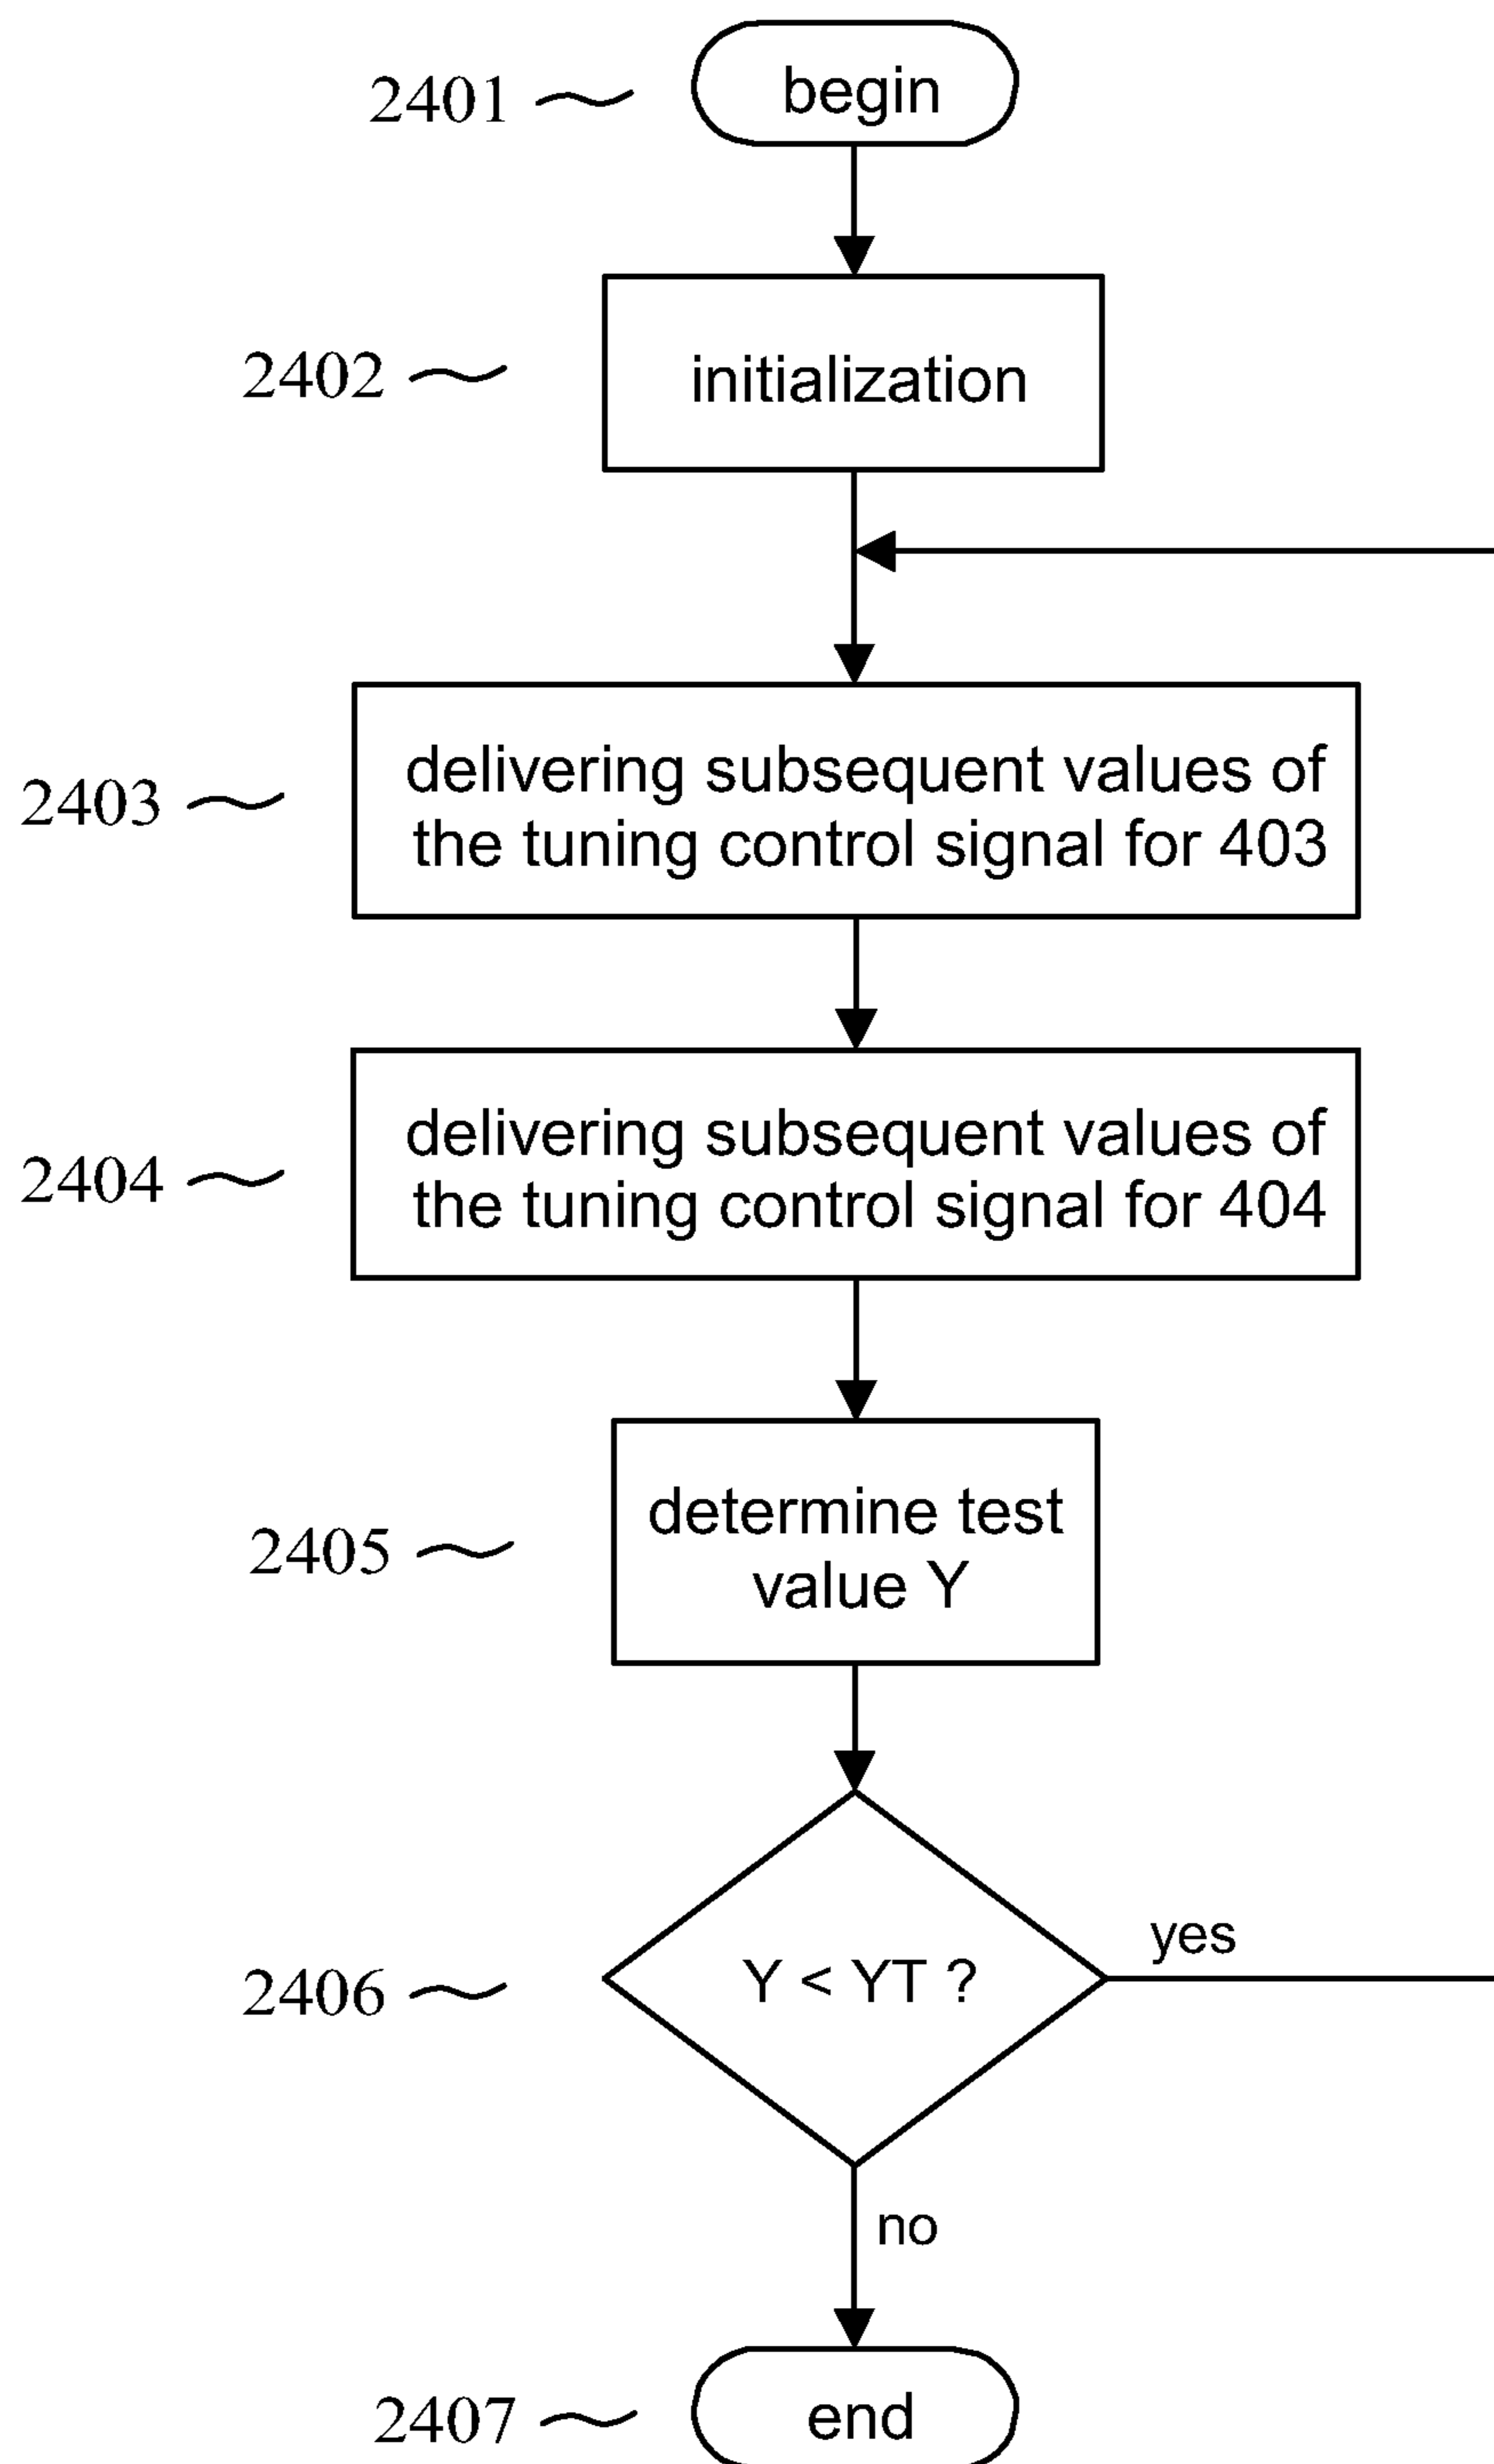 2401
begin
2402
initialization
2403
delivering subsequent values of
the tuning control signal for 403
2404
delivering subsequent values of
the tuning control signal for 404
2405
determine test
value Y
2406
Y < YT ?
yes
no
2407
end